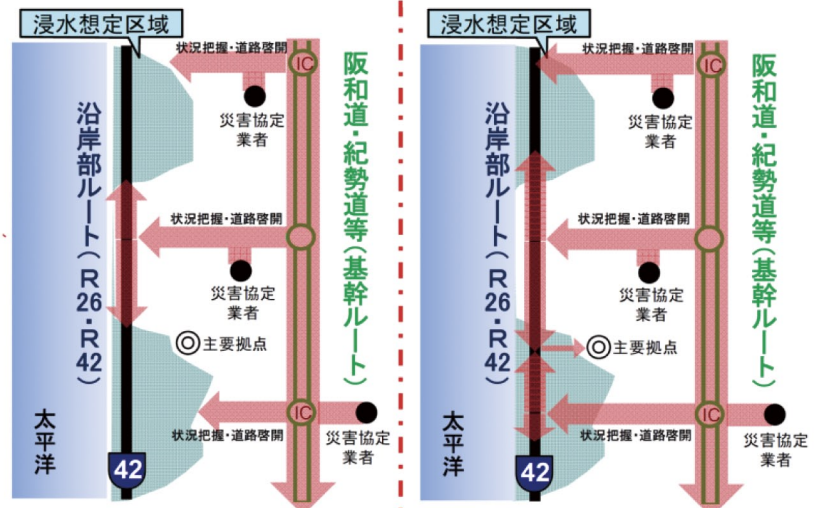 浸水想定区域
状況把握・道路啓開
IC
災害協定
業者
沿岸部ルート(R26・R42)
阪和道・紀勢道等(基幹ルート)
状況把握・道路啓開
災害協定
業者
主要拠点
IC
状況把握・道路啓開
災害協定
業者
太平洋
42
浸水想定区域
状況把握・道路啓開
IC
災害協定
業者
沿岸部ルート(R26・R42)
阪和道・紀勢道等(基幹ルート)
状況把握・道路啓開
災害協定
業者
主要拠点
IC
状況把握・道路啓開
災害協定
業者
太平洋
42